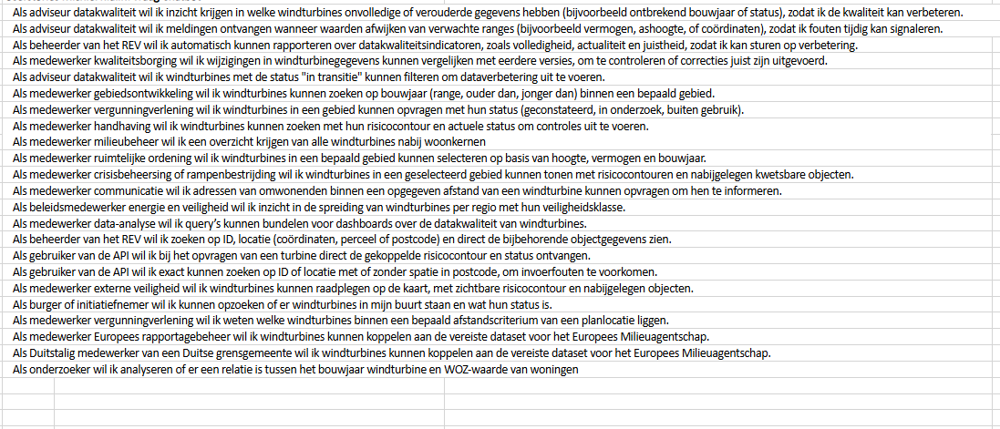 Als adviseur datakwaliteit wil ik inzicht krijgen in welke windturbines onvolledige of verouderde gegevens hebben (bijvoorbeeld ontbrekend bouwjaar of status), zodat ik de kwaliteit kan verbeteren.
Als adviseur datakwaliteit wil ik meldingen ontvangen wanneer waarden afwijken van verwachte ranges (bijvoorbeeld vermogen, ashoogte, of coördinaten), zodat ik fouten tijdig kan signaleren.
Als beheerder van het REV wil ik automatisch kunnen rapporteren over datakwaliteitsindicatoren, zoals volledigheid, actualiteit en juistheid, zodat ik kan sturen op verbetering.
Als medewerker kwaliteitsborging wil ik wijzigingen in windturbinegegevens kunnen vergelijken met eerdere versies, om te controleren of correcties juist zijn uitgevoerd.
Als adviseur datakwaliteit wil ik windturbines met de status "in transitie" kunnen filteren om dataverbetering uit te voeren.
Als medewerker gebiedsontwikkeling wil ik windturbines kunnen zoeken op bouwjaar (range, ouder dan, jonger dan) binnen een bepaald gebied.
Als medewerker vergunningverlening wil ik windturbines in een gebied kunnen opvragen met hun status (geconstateerd, in onderzoek, buiten gebruik).
Als medewerker handhaving wil ik windturbines kunnen zoeken met hun risicocontour en actuele status om controles uit te voeren.
Als medewerker milieubeheer wil ik een overzicht krijgen van alle windturbines nabij woonkernen
Als medewerker ruimtelijke ordening wil ik windturbines in een bepaald gebied kunnen selecteren op basis van hoogte, vermogen en bouwjaar.
Als medewerker crisisbeheersing of rampenbestrijding wil ik windturbines in een geselecteerd gebied kunnen tonen met risicocontouren en nabijgelegen kwetsbare objecten.
Als medewerker communicatie wil ik adressen van omwonenden binnen een opgegeven afstand van een windturbine kunnen opvragen om hen te informeren.
Als beleidsmedewerker energie en veiligheid wil ik inzicht in de spreiding van windturbines per regio met hun veiligheidsklasse.
Als medewerker data-analyse wil ik query's kunnen bundelen voor dashboards over de datakwaliteit van windturbines.
Als beheerder van het REV wil ik zoeken op ID, locatie (coördinaten, perceel of postcode) en direct de bijbehorende objectgegevens zien.
Als gebruiker van de API wil ik bij het opvragen van een turbine direct de gekoppelde risicocontour en status ontvangen.
Als gebruiker van de API wil ik exact kunnen zoeken op ID of locatie met of zonder spatie in postcode, om invoerfouten te voorkomen.
Als medewerker externe veiligheid wil ik windturbines kunnen raadplegen op de kaart, met zichtbare risicocontour en nabijgelegen objecten.
Als burger of initiatiefnemer wil ik kunnen opzoeken of er windturbines in mijn buurt staan en wat hun status is.
Als medewerker vergunningverlening wil ik weten welke windturbines binnen een bepaald afstandscriterium van een planlocatie liggen.
Als medewerker Europees rapportagebeheer wil ik windturbines kunnen koppelen aan de vereiste dataset voor het Europees Milieuagentschap.
Als Duitstalig medewerker van een Duitse grensgemeente wil ik windturbines kunnen koppelen aan de vereiste dataset voor het Europees Milieuagentschap.
Als onderzoeker wil ik analyseren of er een relatie is tussen het bouwjaar windturbine en WOZ-waarde van woningen